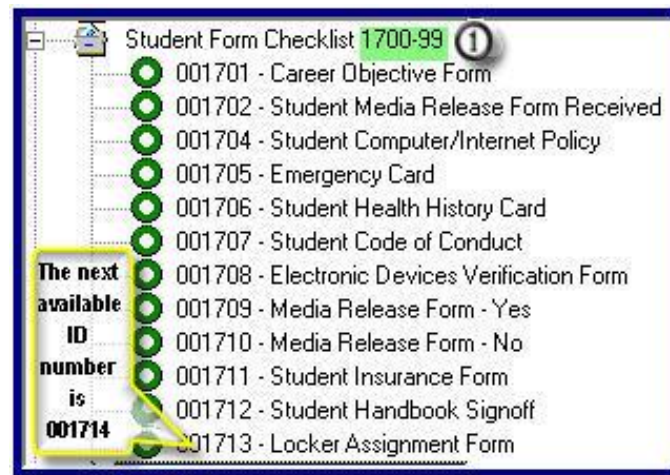 Student Form Checklist 1700-99 1
001701 - Career Objective Form
001702 - Student Media Release Form Received
001704 - Student Computer/Internet Policy
001705 - Emergency Card
001706 - Student Health History Card
001707 - Student Code of Conduct
001708 - Electronic Devices Verification Form
001709 - Media Release Form - Yes
001710 - Media Release Form - No
001711 - Student Insurance Form
001712 - Student Handbook Signoff
001713 - Locker Assignment Form
The next
available
ID
number
is
001714